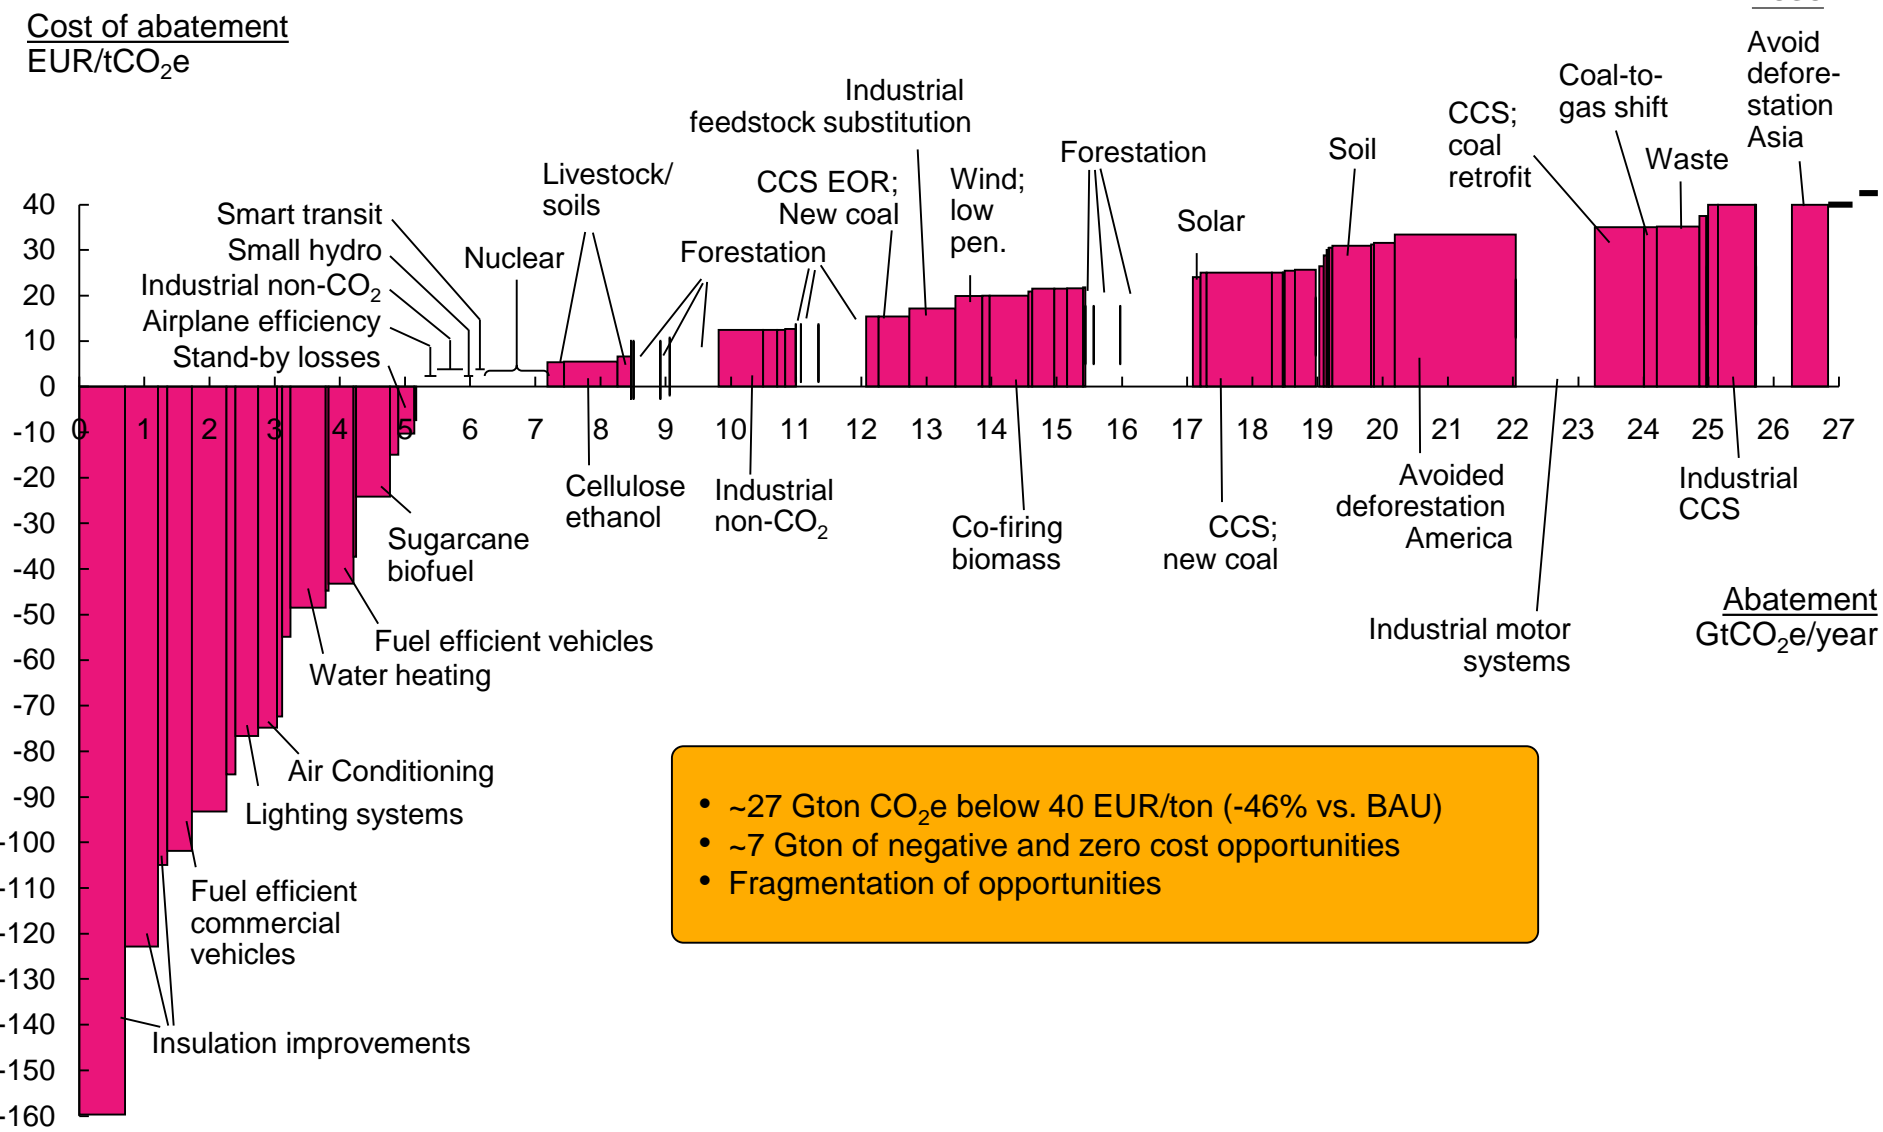 Cost of abatement
EUR/tCO₂e
Avoid
defore-
station
Asia
Coal-to-
gas shift
CCS;
coal
retrofit
Waste
Industrial
feedstock substitution
Forestation
Soil
Livestock/
soils
CCS EOR;
New coal
Wind;
low
pen.
Solar
Smart transit
Small hydro
Industrial non-CO₂
Airplane efficiency
Stand-by losses
Nuclear
Forestation
40
30
20
10
0
-10
-20
-30
-40
-50
-60
-70
-80
-90
-100
-110
-120
-130
-140
-150
-160
0 1 2 3 4 5 6 7 8 9 10 11 12 13 14 15 16 17 18 19 20 21 22 23 24 25 26 27
Cellulose
ethanol
Industrial
non-CO₂
Co-firing
biomass
CCS;
new coal
Avoided
deforestation
America
Industrial
CCS
Industrial motor
systems
Abatement
GtCO₂e/year
Sugarcane
biofuel
Fuel efficient vehicles
Water heating
Air Conditioning
Lighting systems
Fuel efficient
commercial
vehicles
Insulation improvements
• ~27 Gton CO₂e below 40 EUR/ton (-46% vs. BAU)
• ~7 Gton of negative and zero cost opportunities
• Fragmentation of opportunities